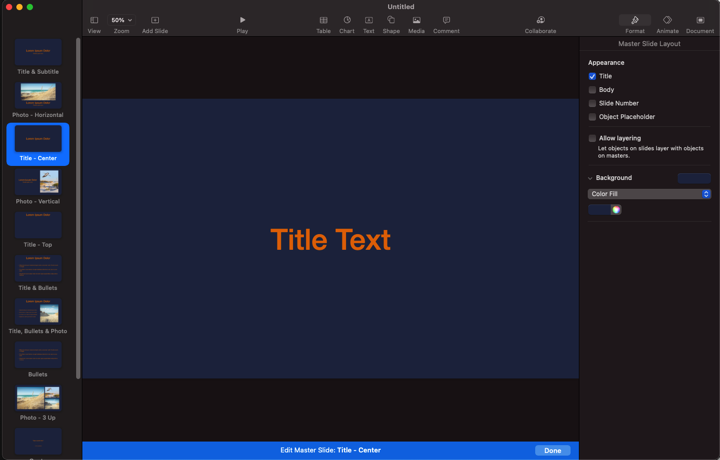 Untitled
50%
View
Zoom
Add Slide
Play
Table
Chart
Text
Shape
Media
Comment
Collaborate
Format
Animate
Document
Title & Subtitle
Photo - Horizontal
Title - Center
Photo - Vertical
Title - Top
Title & Bullets
Title, Bullets & Photo
Bullets
Photo - 3 Up
Title Text
Edit Master Slide: Title - Center
Done
Master Slide Layout
Appearance
Title
Body
Slide Number
Object Placeholder
Allow layering
Let objects on slides layer with objects
on masters.
Background
Color Fill